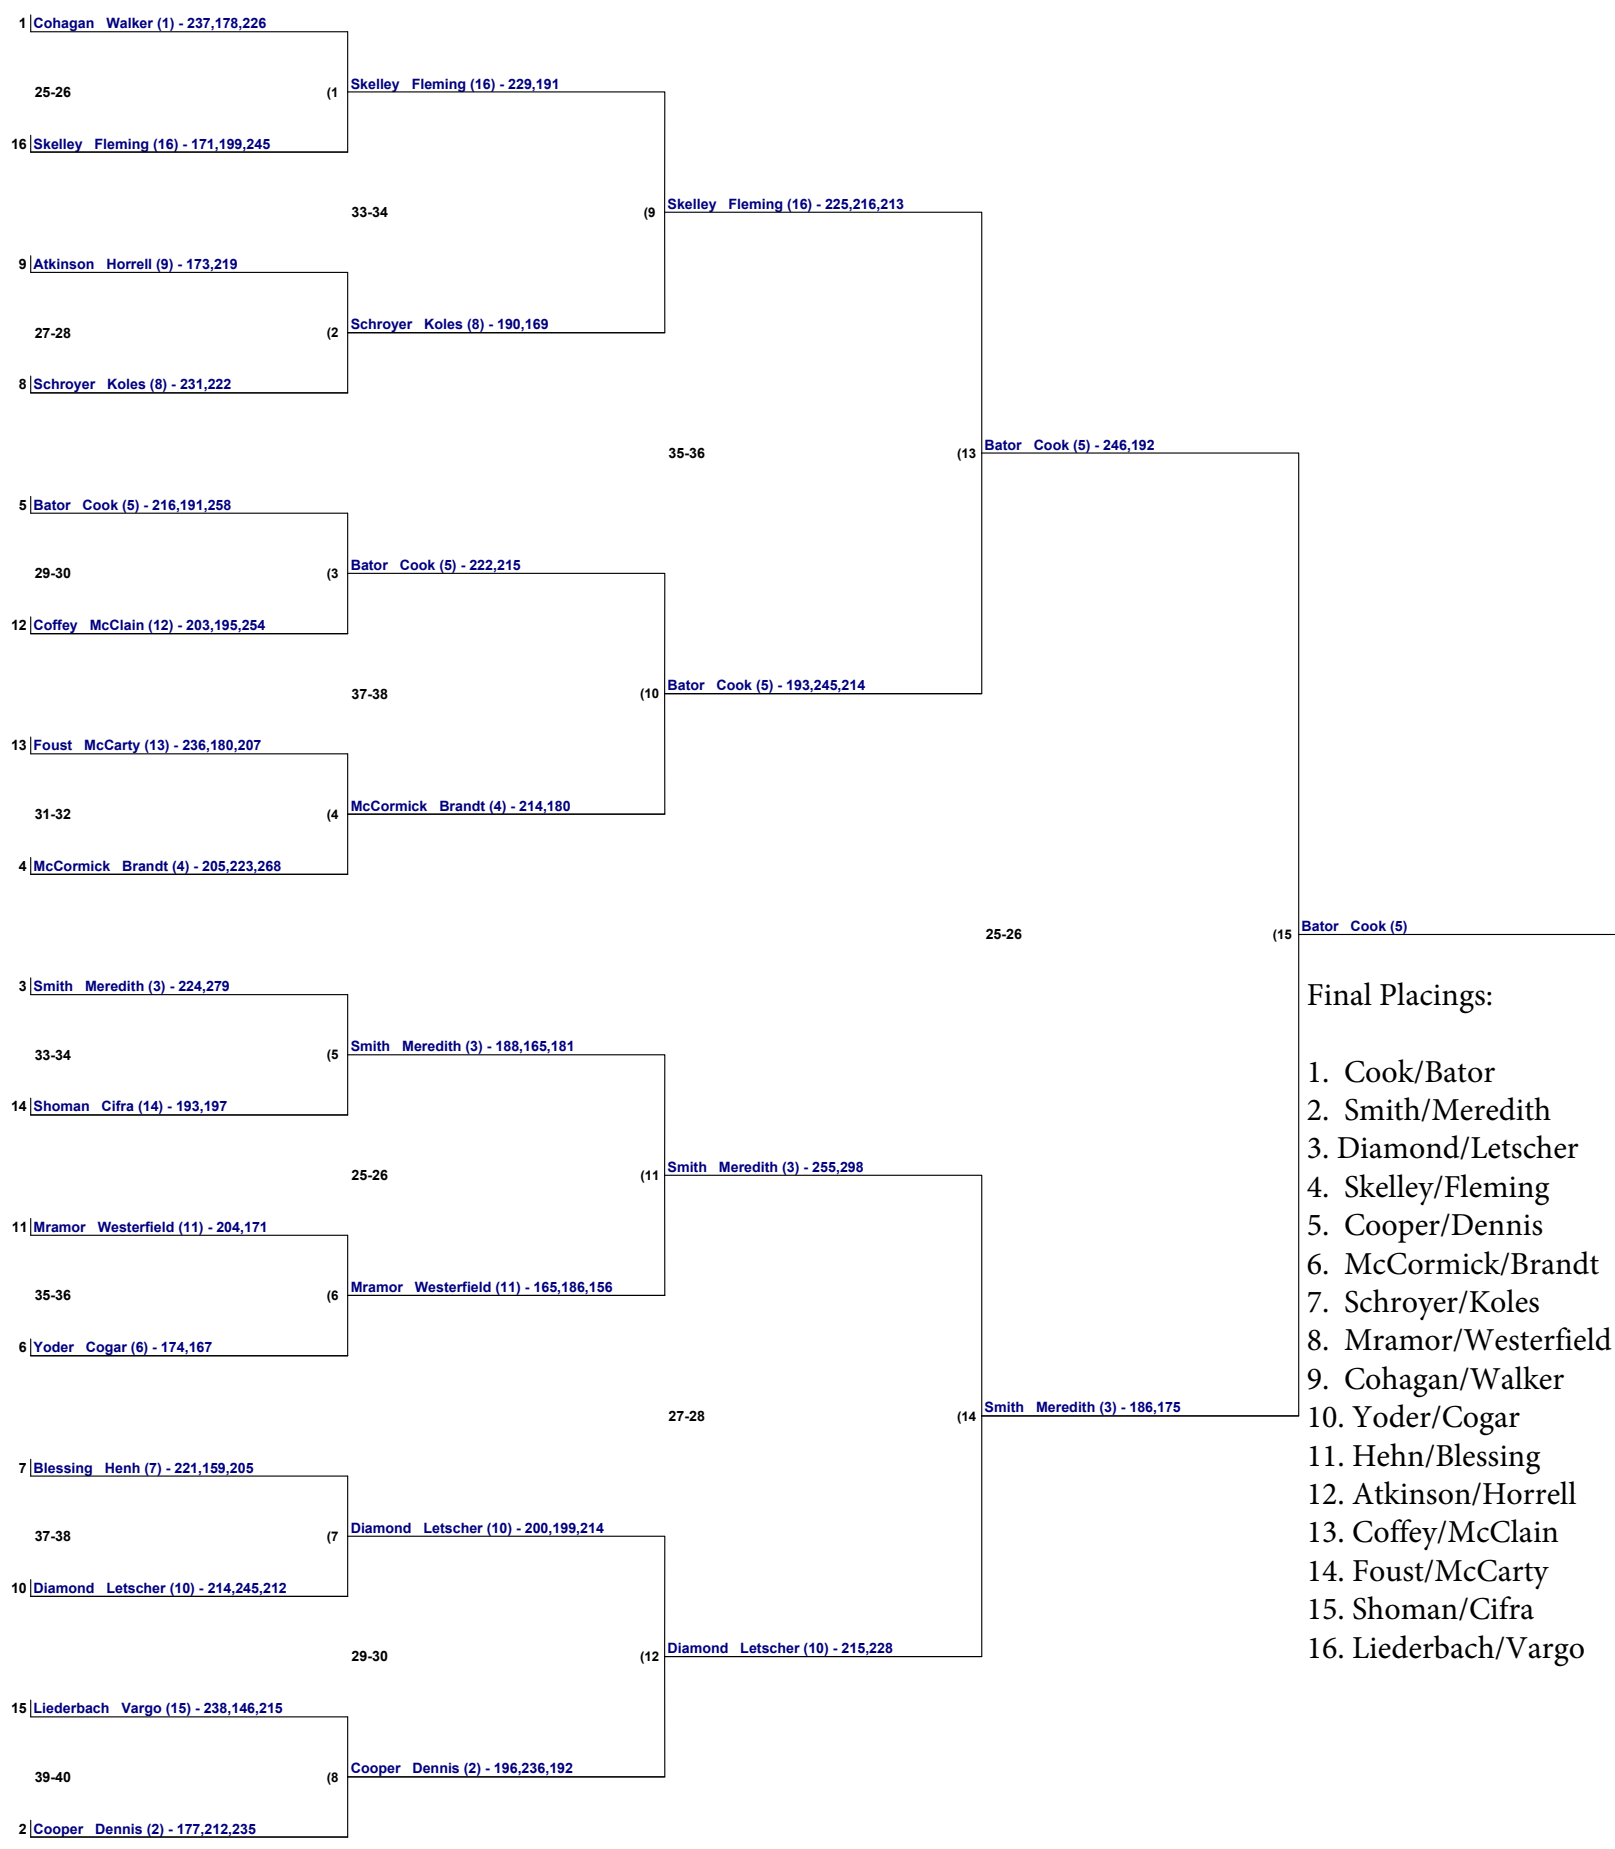 1 Cohagan Walker (1) - 237,178,226
25-26 (1 Skelley Fleming (16) - 229,191
16 Skelley Fleming (16) - 171,199,245
33-34 (9 Skelley Fleming (16) - 225,216,213
9 Atkinson Horrell (9) - 173,219
27-28 (2 Schroyer Koles (8) - 190,169
8 Schroyer Koles (8) - 231,222
35-36 (13 Bator Cook (5) - 246,192
5 Bator Cook (5) - 216,191,258
29-30 (3 Bator Cook (5) - 222,215
12 Coffey McClain (12) - 203,195,254
37-38 (10 Bator Cook (5) - 193,245,214
13 Foust McCarty (13) - 236,180,207
31-32 (4 McCormick Brandt (4) - 214,180
4 McCormick Brandt (4) - 205,223,268
25-26 (15 Bator Cook (5)
3 Smith Meredith (3) - 224,279
33-34 (5 Smith Meredith (3) - 188,165,181
14 Shoman Cifra (14) - 193,197
25-26 (11 Smith Meredith (3) - 255,298
11 Mramor Westerfield (11) - 204,171
35-36 (6 Mramor Westerfield (11) - 165,186,156
6 Yoder Cogar (6) - 174,167
27-28 (14 Smith Meredith (3) - 186,175
7 Blessing Henh (7) - 221,159,205
37-38 (7 Diamond Letscher (10) - 200,199,214
10 Diamond Letscher (10) - 214,245,212
29-30 (12 Diamond Letscher (10) - 215,228
15 Liederbach Vargo (15) - 238,146,215
39-40 (8 Cooper Dennis (2) - 196,236,192
2 Cooper Dennis (2) - 177,212,235
Final Placings:
1. Cook/Bator
2. Smith/Meredith
3. Diamond/Letscher
4. Skelley/Fleming
5. Cooper/Dennis
6. McCormick/Brandt
7. Schroyer/Koles
8. Mramor/Westerfield
9. Cohagan/Walker
10. Yoder/Cogar
11. Hehn/Blessing
12. Atkinson/Horrell
13. Coffey/McClain
14. Foust/McCarty
15. Shoman/Cifra
16. Liederbach/Vargo